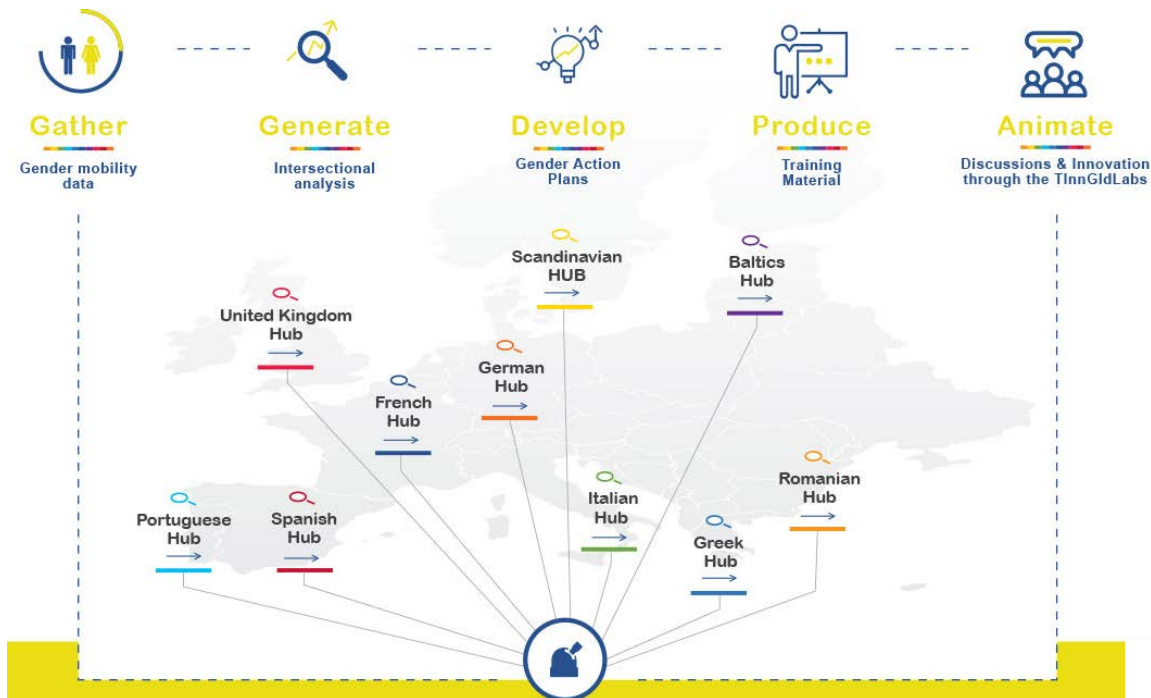 Gather
Gender mobility
data
Generate
Intersectional
analysis
Develop
Gender Action
Plans
Produce
Training
Material
Animate
Discussions & Innovation
through the TInnGIdLabs
Scandinavian
HUB
Baltics
Hub
United Kingdom
Hub
German
Hub
French
Hub
Romanian
Hub
Italian
Hub
Portuguese
Hub
Spanish
Hub
Greek
Hub